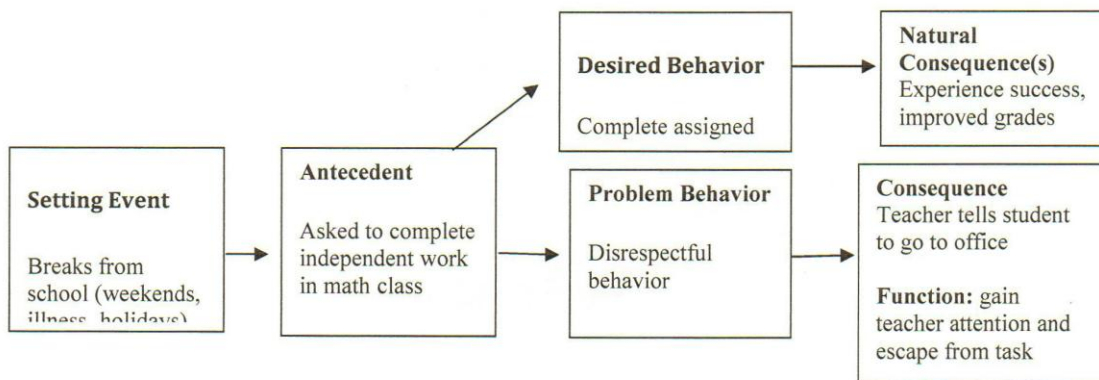 Setting Event
Breaks from
school (weekends,
illness, holidays)
Antecedent
Asked to complete
independent work
in math class
Desired Behavior
Complete assigned
Natural
Consequence(s)
Experience success,
improved grades
Problem Behavior
Disrespectful
behavior
Consequence
Teacher tells student
to go to office
Function: gain
teacher attention and
escape from task